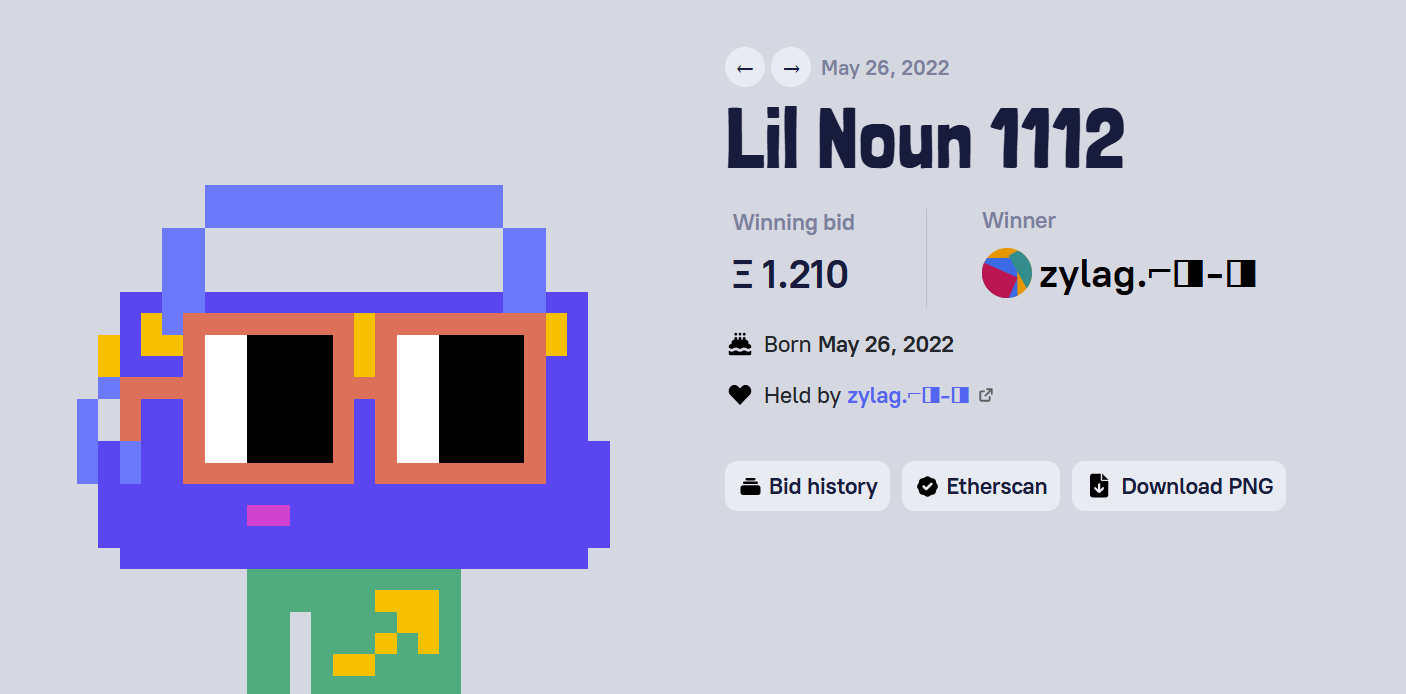 ← → May 26, 2022
Lil Noun 1112
Winning bid
Winner
Ξ 1.210
zylag.⌐◨-◨
Born May 26, 2022
Held by zylag.⌐◨-◨
Bid history
Etherscan
Download PNG